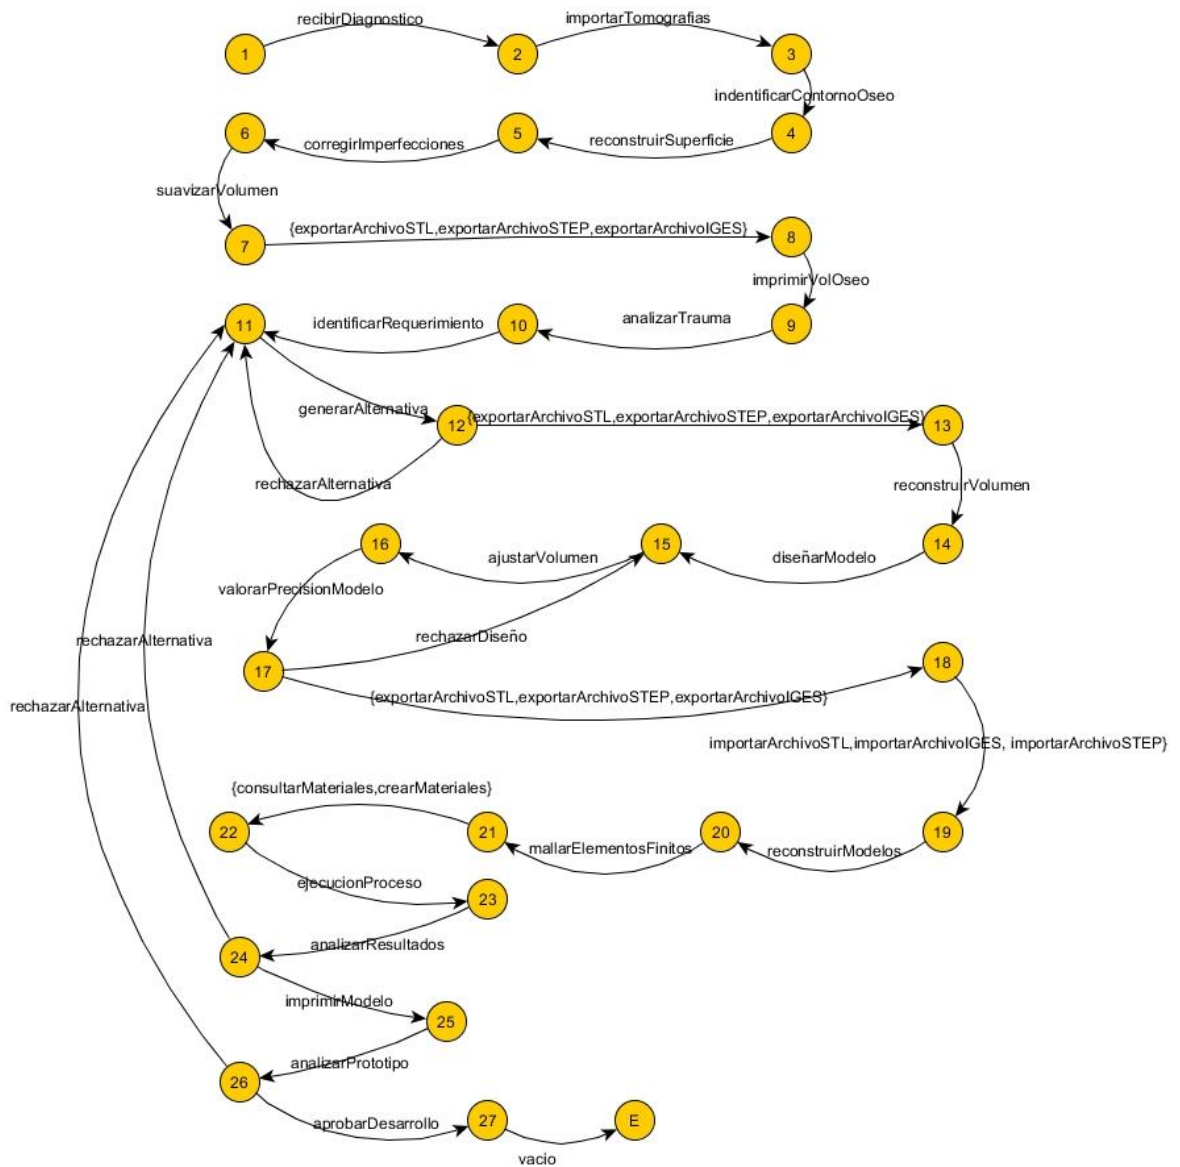 recibirDiagnostico
importarTomografias
1
2
3
indentificarContornoOseo
6
corregirImperfecciones
5
reconstruirSuperficie
4
suavizarVolumen
7
{exportarArchivoSTL,exportarArchivoSTEP,exportarArchivoIGES}
8
imprimirVolOseo
11
identificarRequerimiento
10
analizarTrauma
9
generarAlternativa
12
{exportarArchivoSTL,exportarArchivoSTEP,exportarArchivoIGES}
13
rechazarAlternativa
reconstruirVolumen
16
ajustarVolumen
15
diseñarModelo
14
valorarPrecisionModelo
rechazarAlternativa
rechazarDiseño
17
18
{exportarArchivoSTL,exportarArchivoSTEP,exportarArchivoIGES}
rechazarAlternativa
importarArchivoSTL,importarArchivoIGES, importarArchivoSTEP}
{consultarMateriales,crearMateriales}
22
21
mallarElementosFinitos
20
reconstruirModelos
19
ejecucionProceso
23
analizarResultados
24
imprimirModelo
25
analizarPrototipo
26
aprobarDesarrollo
27
E
vacio